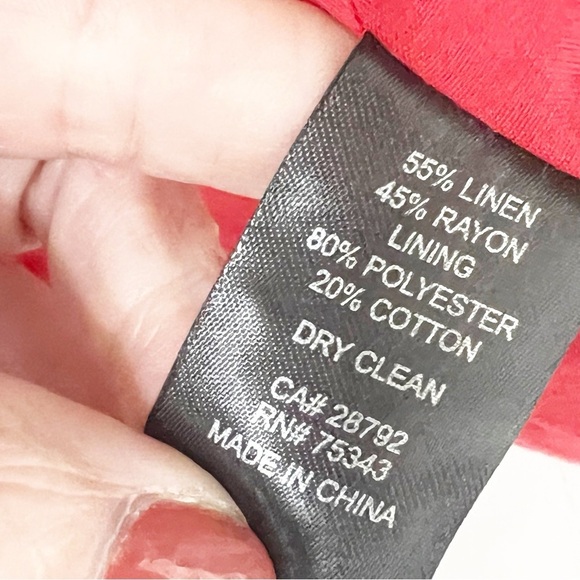 55% LINEN
45% RAYON
LINING
80% POLYESTER
20% COTTON
DRY CLEAN
CA# 28792
RN# 75343
MADE IN CHINA